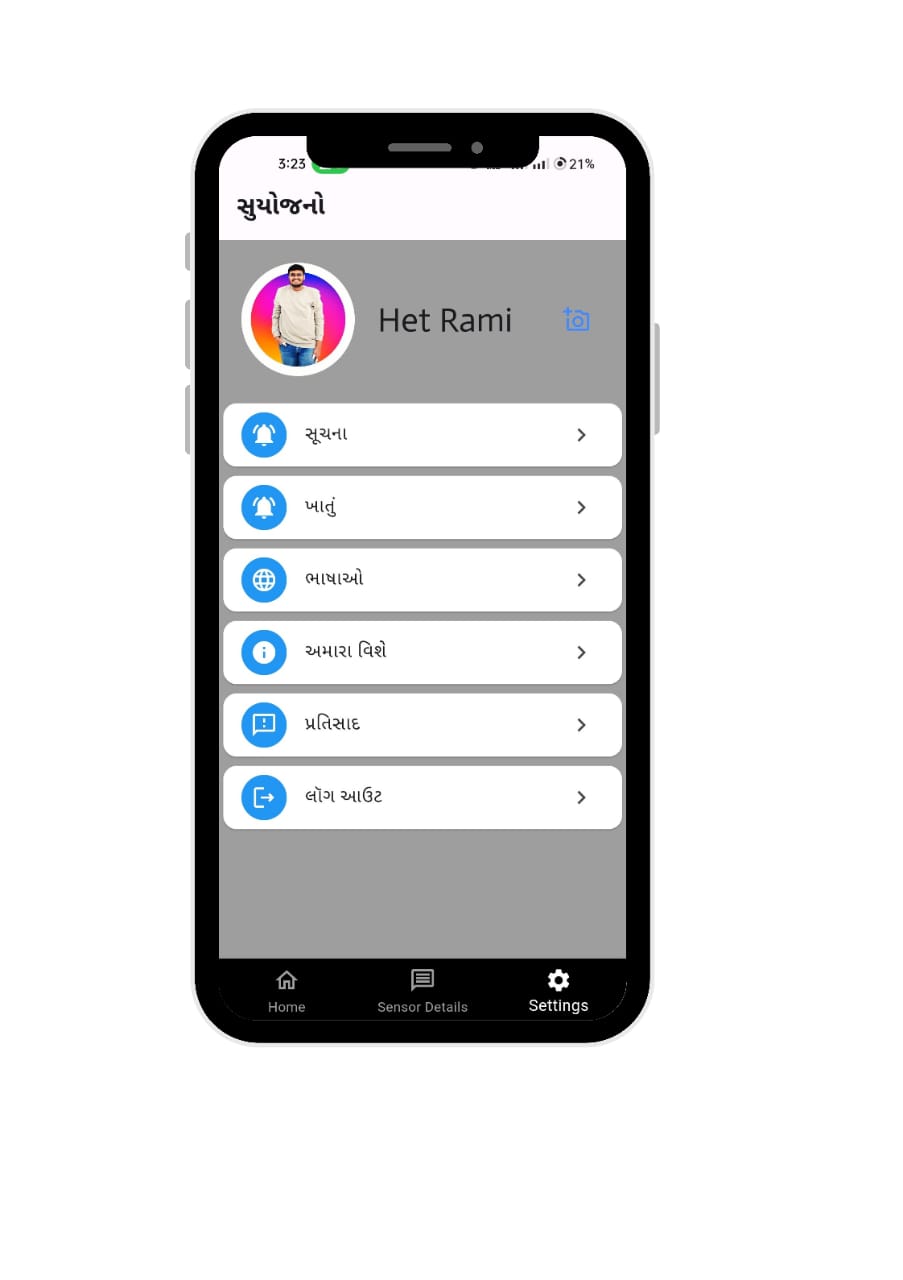 3:23
21%
સુયોજનો
Het Rami
સૂચના
ખાતું
ભાષાઓ
અમારા વિશે
પ્રતિસાદ
લૉગ આઉટ
Home
Sensor Details
Settings